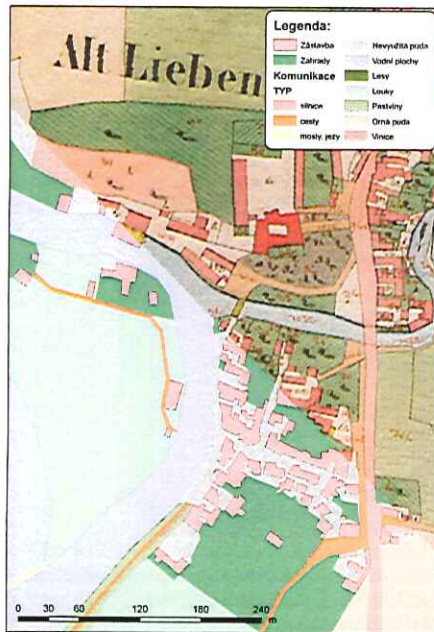 Alt Lieben
Legenda:
Zástavba
Zahrady
Komunikace
TYP
silnice
cesty
mosty, jezy
Nevyužitá půda
Vodní plochy
Lesy
Louky
Pastviny
Orná půda
Vinice
0 30 60 120 180 240
m